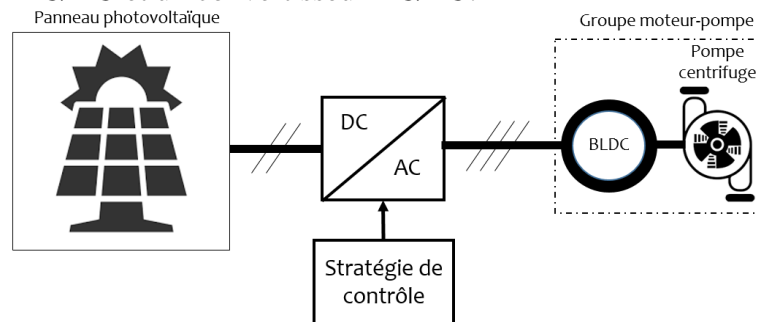 Panneau photovoltaïque
Groupe moteur-pompe
Pompe
centrifuge
DC
AC
BLDC
Stratégie de
contrôle